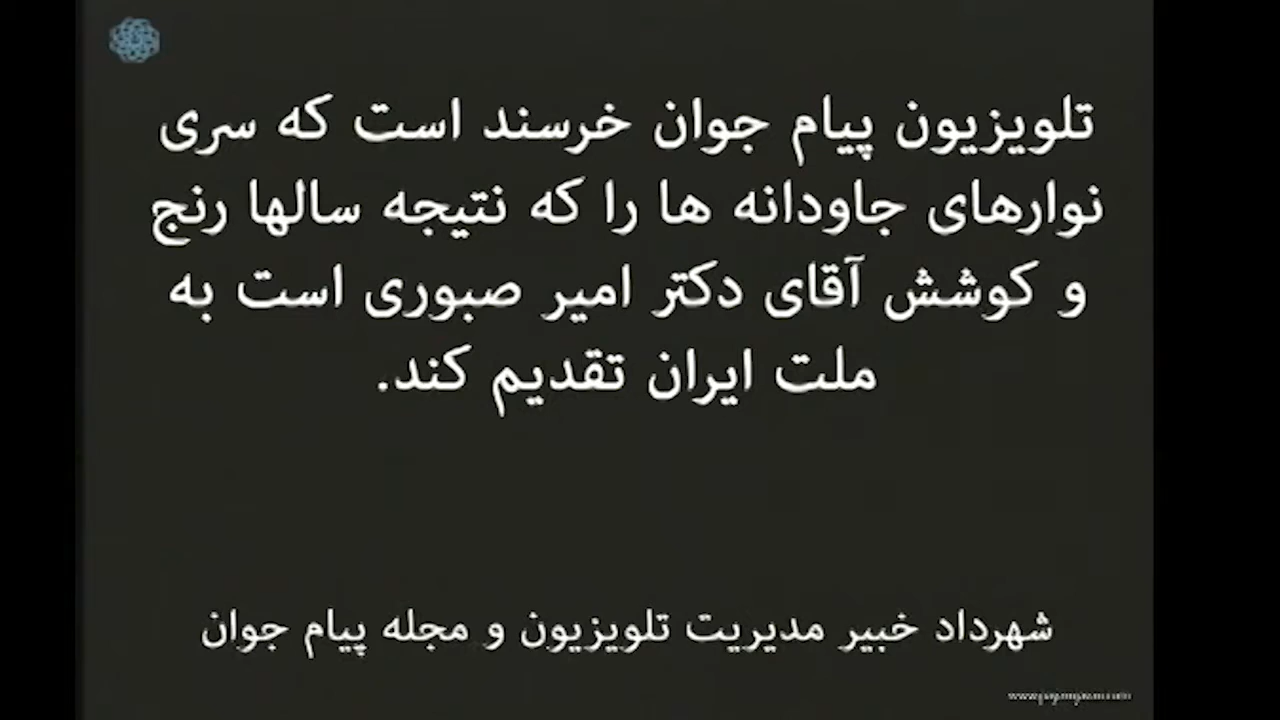 تلویزیون پیام جوان خرسند است که سری
نوارهای جاودانه ها را که نتیجه سالها رنج
و کوشش آقای دکتر امیر صبوری است به
ملت ایران تقدیم کند.
شهرداد خبیر مدیریت تلویزیون و مجله پیام جوان